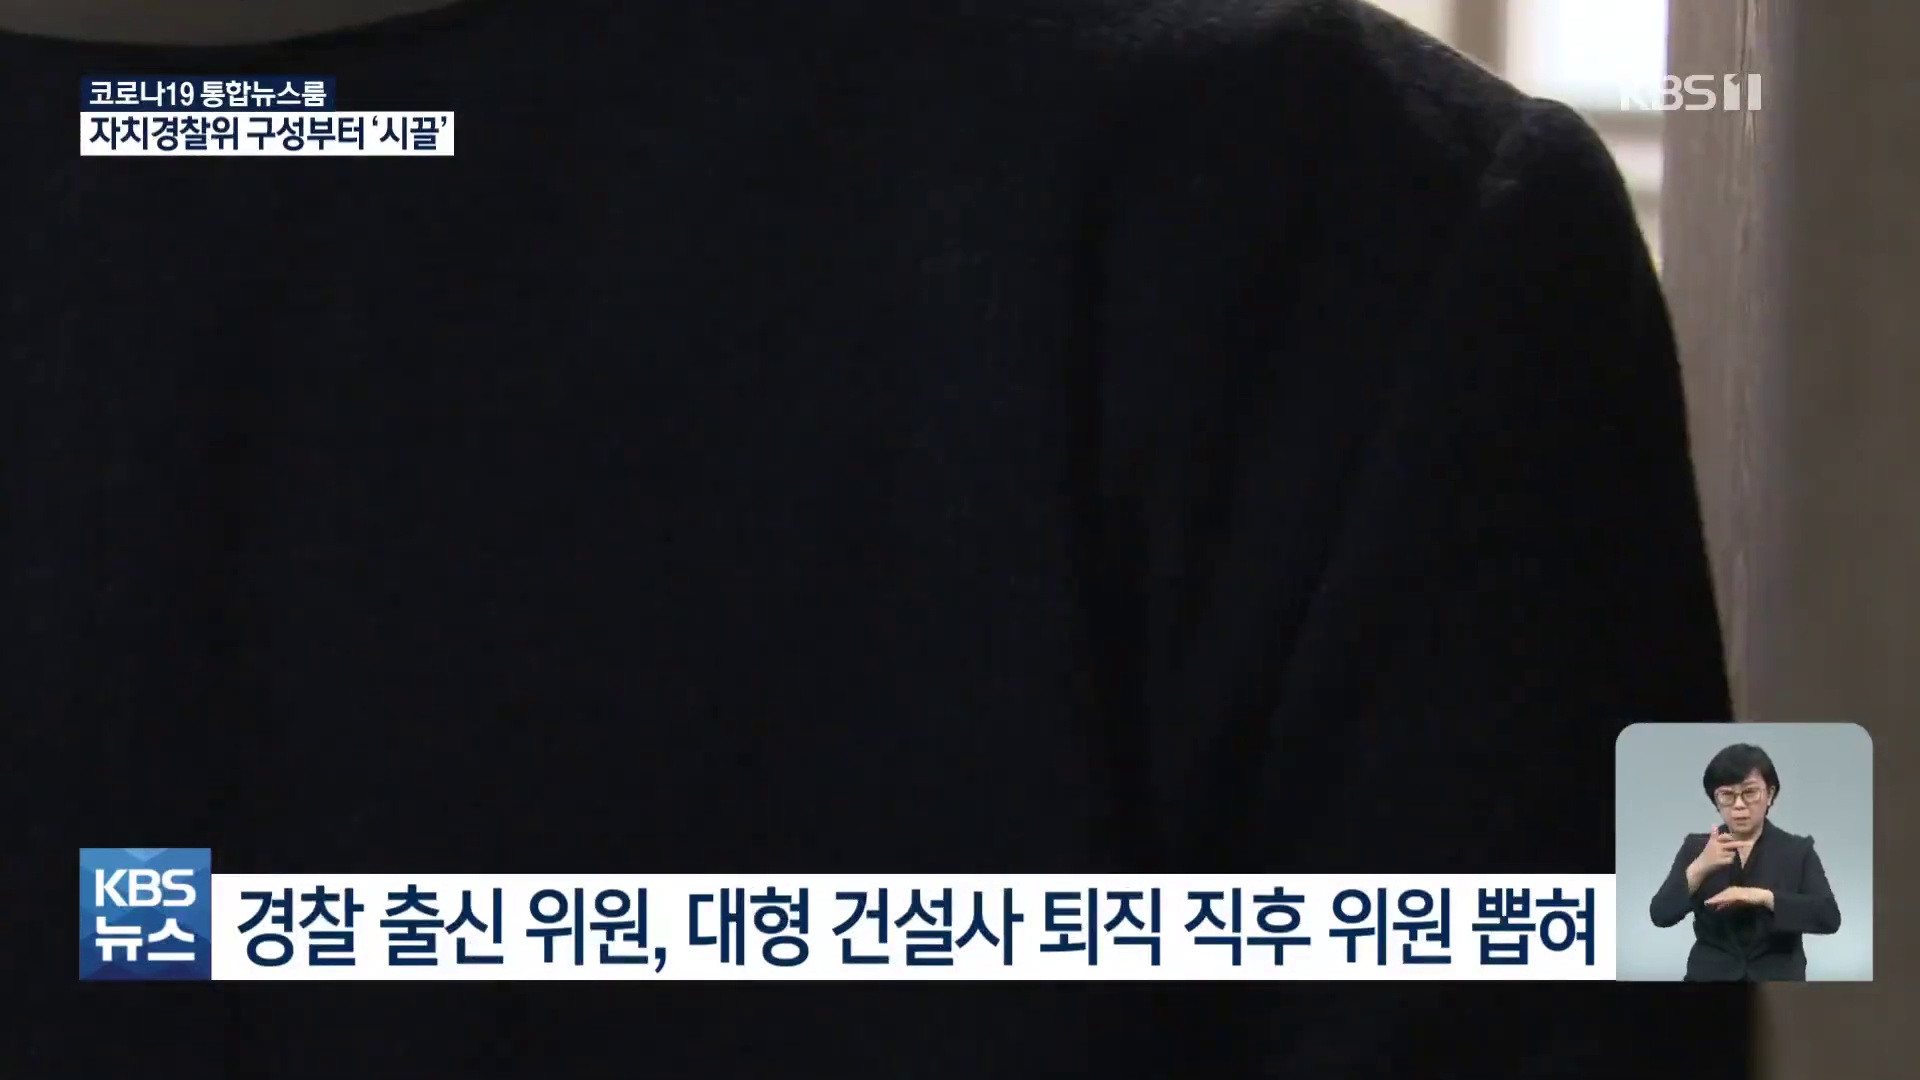 코로나19 통합뉴스룸
자치경찰위 구성부터 ‘시끌’
KBS 1
KBS
뉴스
경찰 출신 위원, 대형 건설사 퇴직 직후 위원 뽑혀